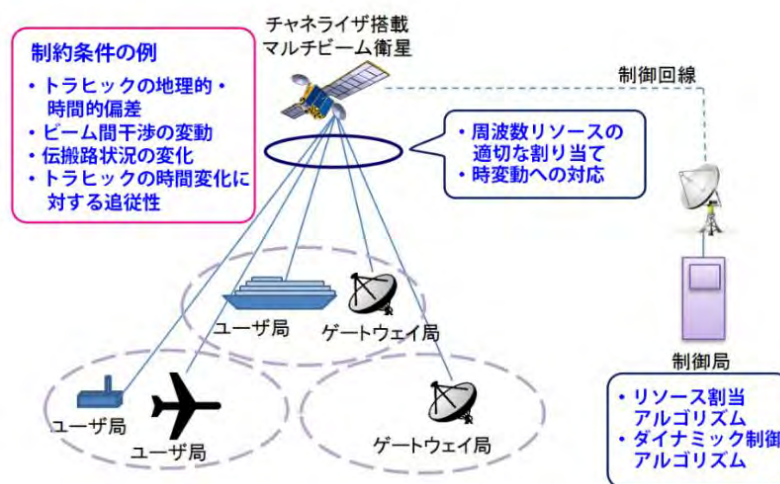 チャネライザ搭載
マルチビーム衛星
制約条件の例
・トラヒックの地理的・
時間的偏差
・ビーム間干渉の変動
・伝搬路状況の変化
・トラヒックの時間変化に
対する追従性
制御回線
・周波数リソースの
適切な割り当て
・時変動への対応
ユーザ局
ゲートウェイ局
制御局
ユーザ局
ユーザ局
ゲートウェイ局
・リソース割当
アルゴリズム
・ダイナミック制御
アルゴリズム